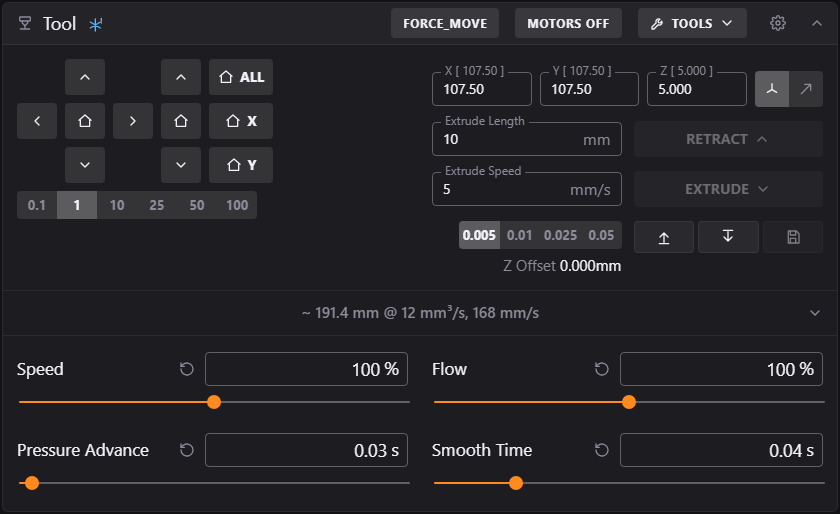 Tool FORCE_MOVE MOTORS OFF TOOLS
ALL
X
Y
0.1 1 10 25 50 100
X [ 107.50 ] Y [ 107.50 ] Z [ 5.000 ]
107.50 107.50 5.000
Extrude Length
10 mm RETRACT
Extrude Speed
5 mm/s EXTRUDE
0.005 0.01 0.025 0.05
Z Offset 0.000mm
~ 191.4 mm @ 12 mm³/s, 168 mm/s
Speed 100 % Flow 100 %
Pressure Advance 0.03 s Smooth Time 0.04 s